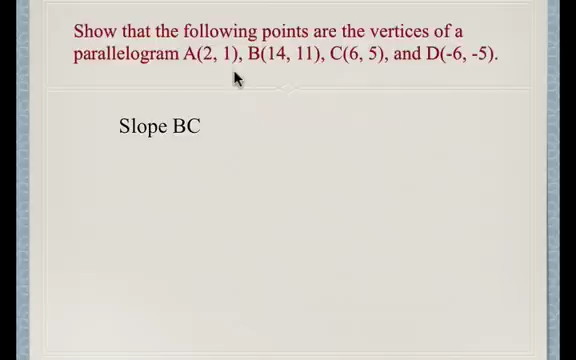 Show that the following points are the vertices of a
parallelogram A(2, 1), B(14, 11), C(6, 5), and D(-6, -5).
Slope BC